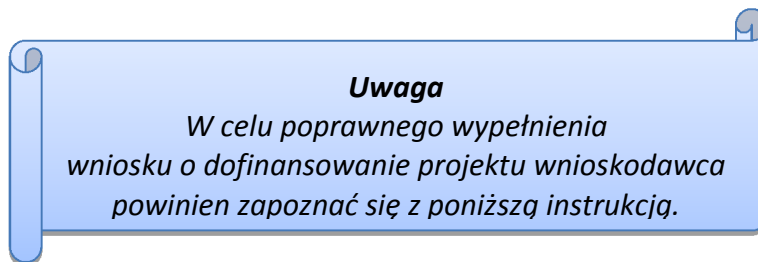 Uwaga
W celu poprawnego wypełnienia
wniosku o dofinansowanie projektu wnioskodawca
powinien zapoznać się z poniższą instrukcją.